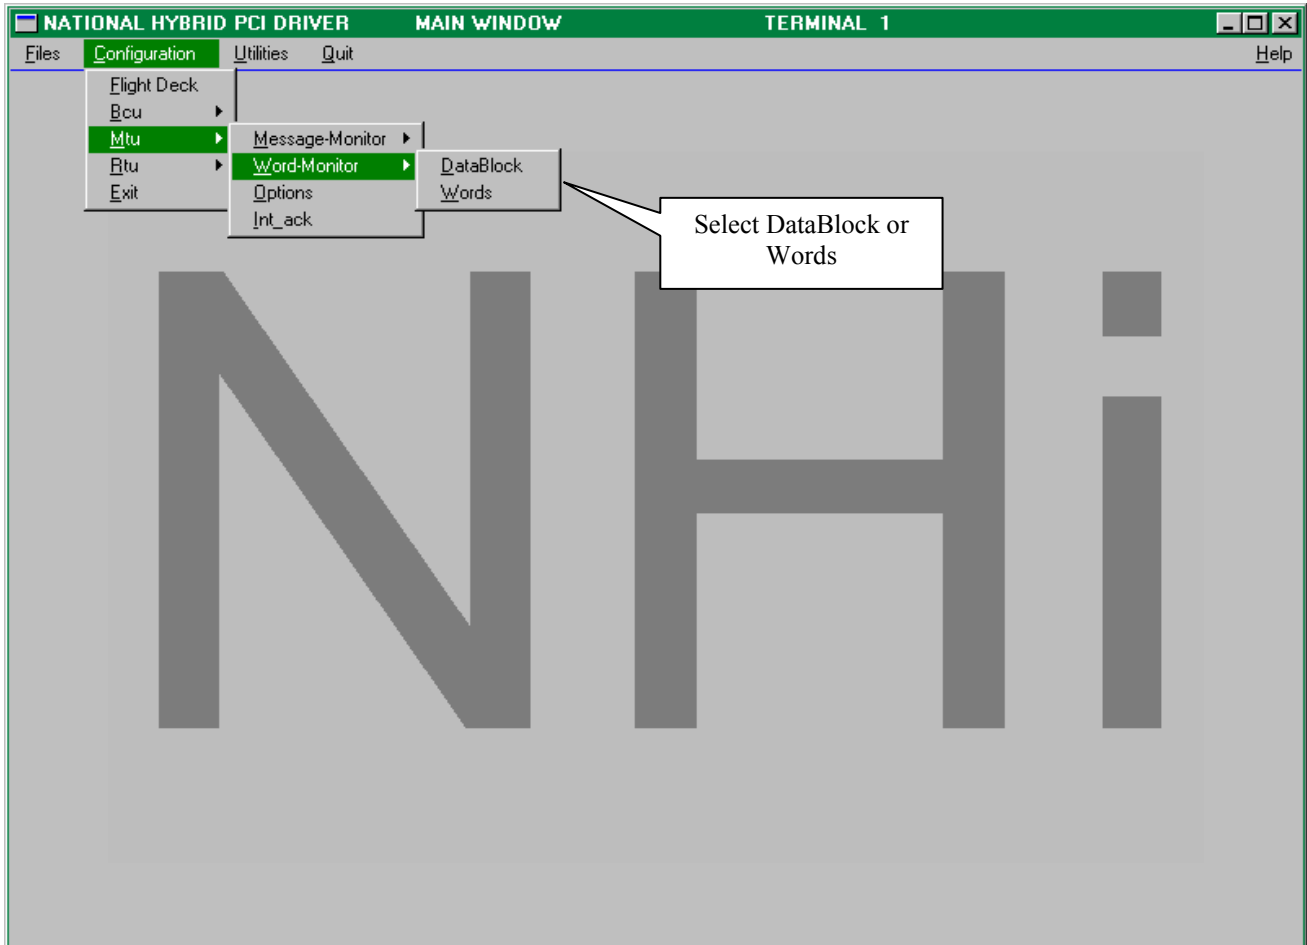 NATIONAL HYBRID PCI DRIVER MAIN WINDOW TERMINAL 1
Files Configuration Utilities Quit Help
Flight Deck
Bcu
Mtu
Rtu
Exit
Message-Monitor
Word-Monitor
Options
Int_ack
DataBlock
Words
Select DataBlock or
Words
NHi